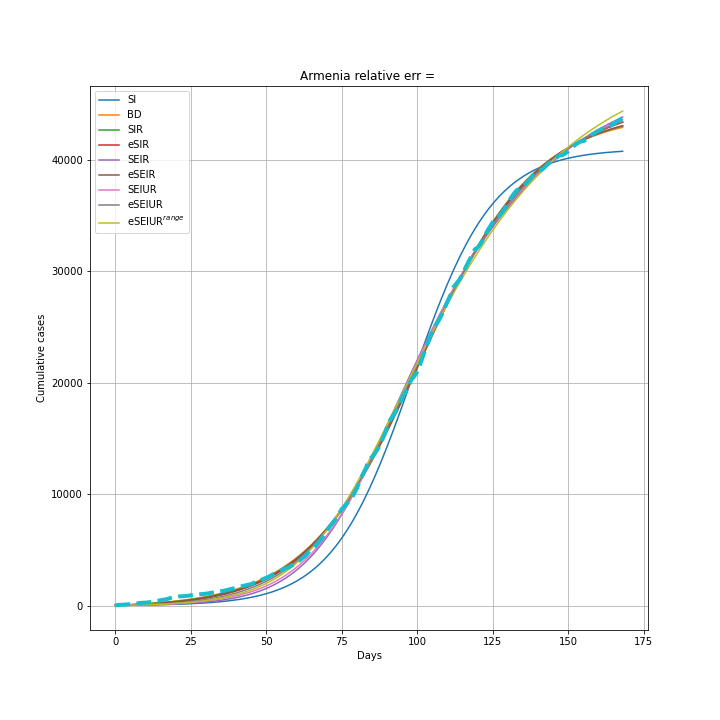 Armenia relative err =
SI
BD
SIR
eSIR
SEIR
eSEIR
SEIUR
eSEIUR
eSEIUR^range
40000
30000
20000
10000
0
Cumulative cases
0 25 50 75 100 125 150 175
Days